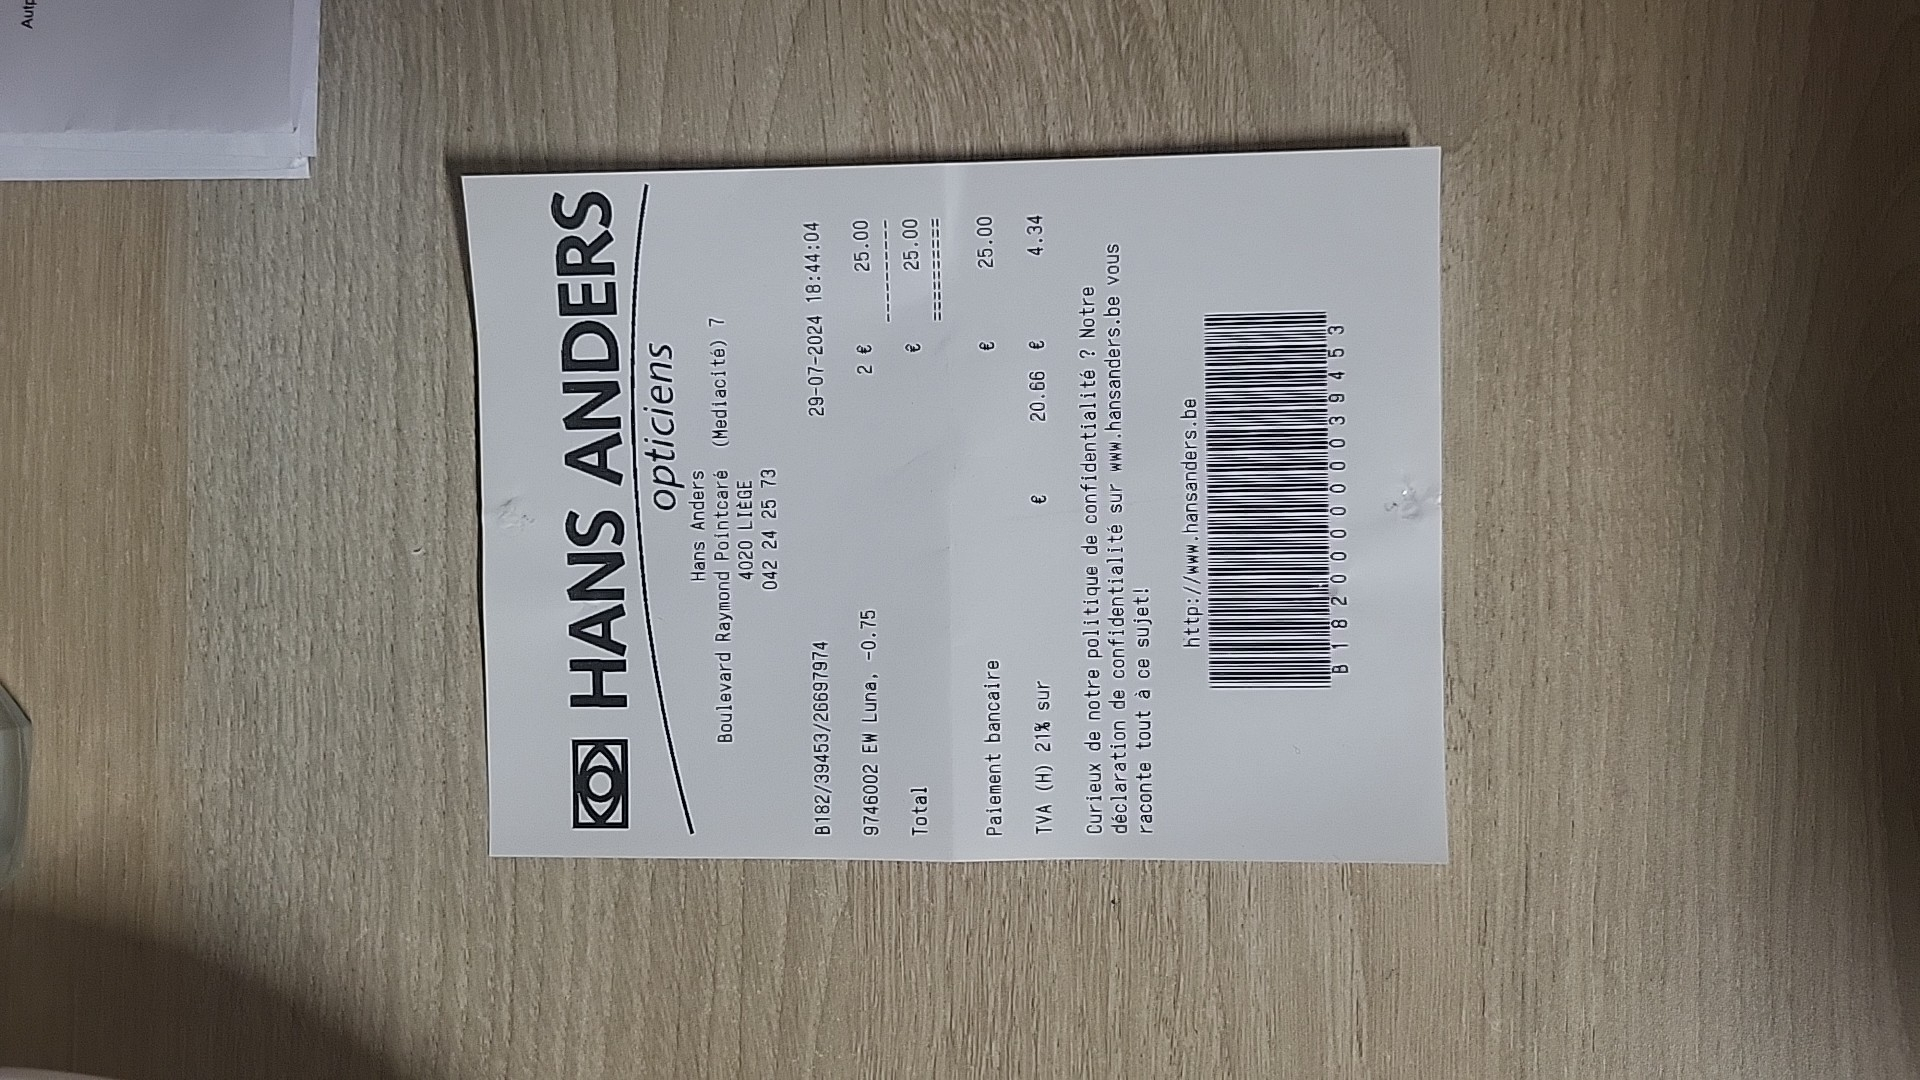 Autp
HANS ANDERS
opticiens
Hans Anders
Boulevard Raymond Pointcaré (Mediacité) 7
4020 LIÈGE
042 24 25 73
B182/39453/26697974 29-07-2024 18:44:04
9746002 EW Luna, -0.75 2 € 25.00
----------
Total € 25.00
==========
Paiement bancaire € 25.00
TVA (H) 21% sur € 20.66 € 4.34
Curieux de notre politique de confidentialité ? Notre
déclaration de confidentialité sur www.hansanders.be vous
raconte tout à ce sujet!
http://www.hansanders.be
B182000000039453